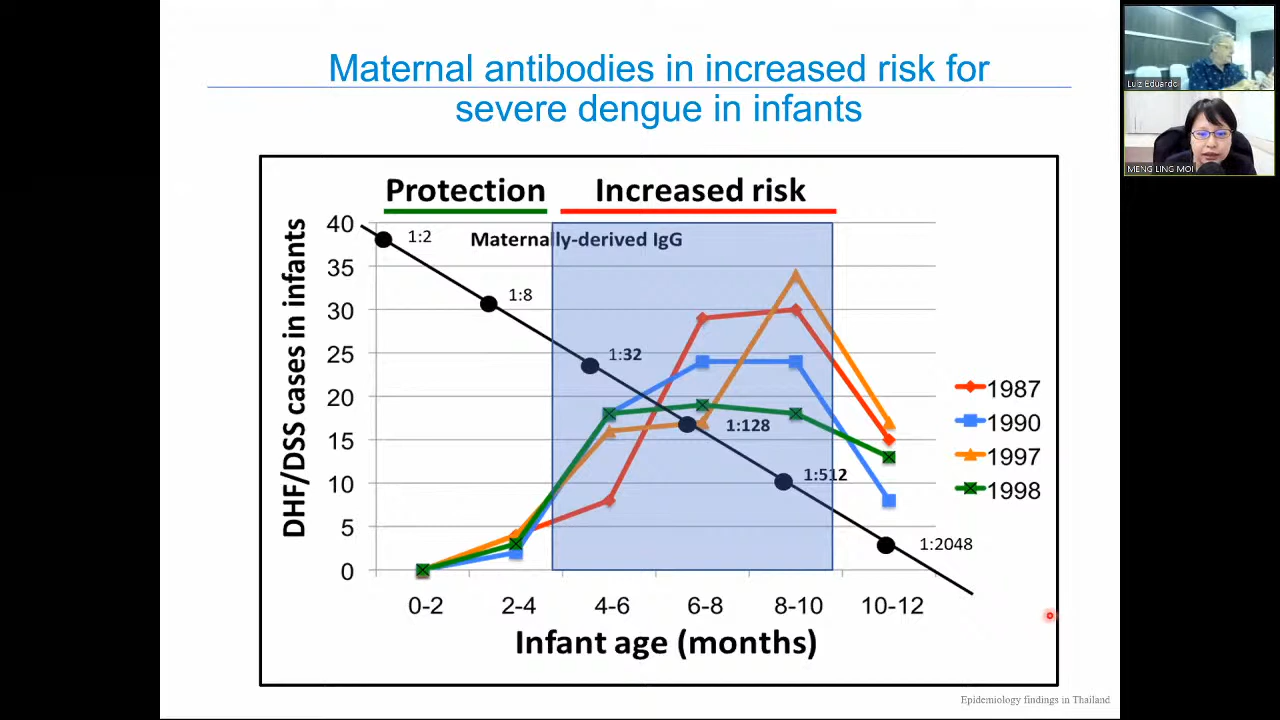 Maternal antibodies in increased risk for
severe dengue in infants
Protection
Increased risk
Maternally-derived IgG
DHF/DSS cases in infants
40
35
30
25
20
15
10
5
0
1:2
1:8
1:32
1:128
1:512
1:2048
0-2
2-4
4-6
6-8
8-10
10-12
Infant age (months)
1987
1990
1997
1998
Epidemiology findings in Thailand
Luiz Eduardo
MENG LING MOI